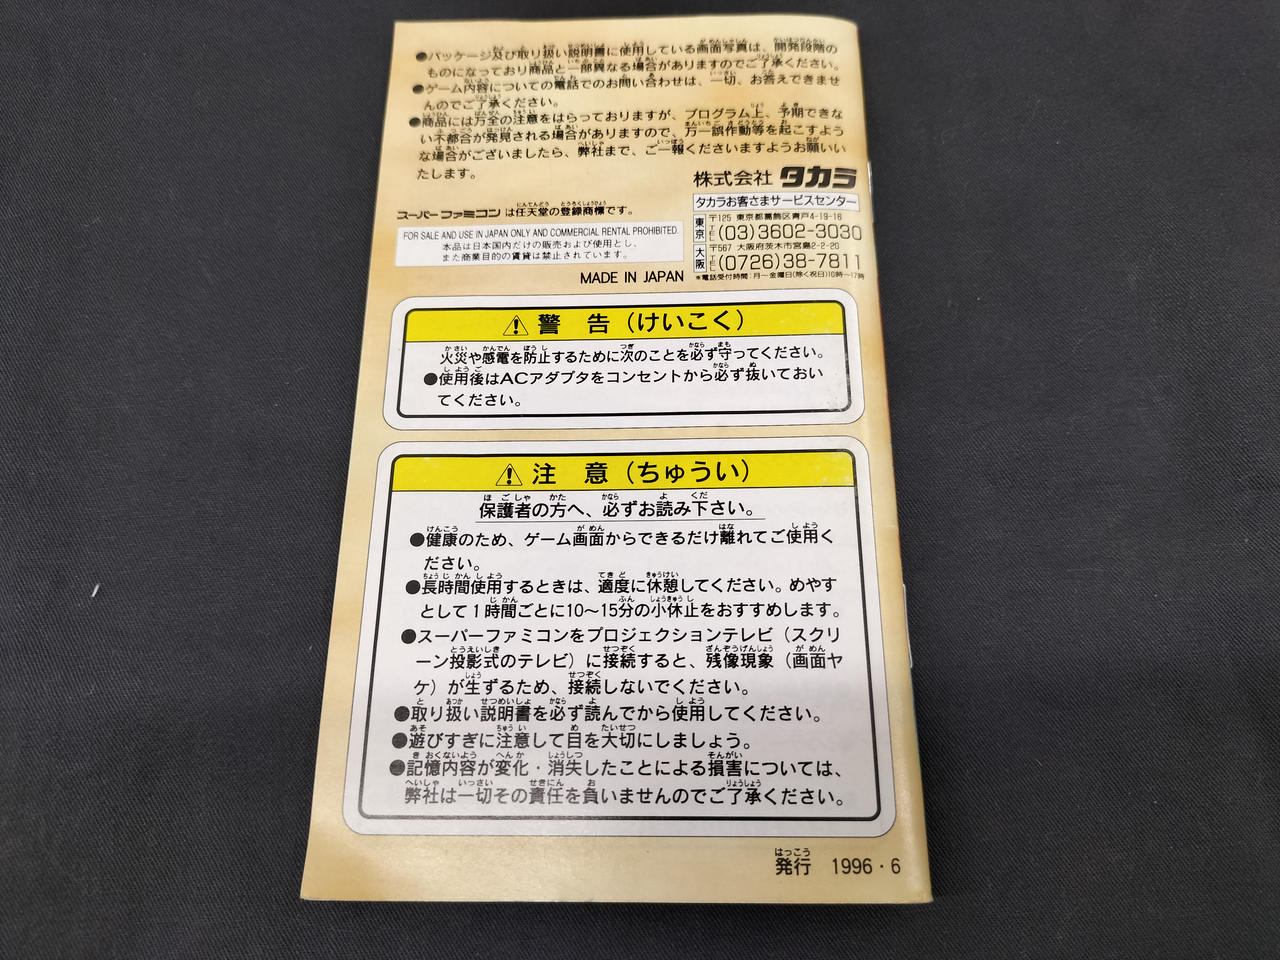 ●パッケージ及び取り扱い説明書に使用している画面写真は、開発段階の
ものになっており商品と一部異なる場合がありますのでご了承ください。
●ゲーム内容についての電話でのお問い合わせは、一切、お答えできませ
んのでご了承ください。
●商品には万全の注意をはらっておりますが、プログラム上、予期できな
い不都合が発見される場合がありますので、万一誤作動等を起こすよう
な場合がございましたら、弊社まで、ご一報くださいますようお願いい
たします。
株式会社 タカラ
タカラお客さまサービスセンター
東京 〒125 東京都葛飾区青戸4-19-16
TEL (03)3602-3030
大阪 〒567 大阪府茨木市宮島2-2-20
TEL (0726)38-7811
*電話受付時間:月~金曜日(除く祝日)10時~17時
スーパーファミコンは任天堂の登録商標です。
FOR SALE AND USE IN JAPAN ONLY AND COMMERCIAL RENTAL PROHIBITED.
本品は日本国内だけの販売および使用とし、
また商業目的の賃貸は禁止されています。
MADE IN JAPAN
警 告(けいこく)
火災や感電を防止するために次のことを必ず守ってください。
●使用後はACアダプタをコンセントから必ず抜いておい
てください。
注 意(ちゅうい)
保護者の方へ、必ずお読み下さい。
●健康のため、ゲーム画面からできるだけ離れてご使用く
ださい。
●長時間使用するときは、適度に休憩してください。めやす
として1時間ごとに10~15分の小休止をおすすめします。
●スーパーファミコンをプロジェクションテレビ(スクリ
ーン投影式のテレビ)に接続すると、残像現象(画面ヤ
ケ)が生ずるため、接続しないでください。
●取り扱い説明書を必ず読んでから使用してください。
●遊びすぎに注意して目を大切にしましょう。
●記憶内容が変化・消失したことによる損害については、
弊社は一切その責任を負いませんのでご了承ください。
発行 1996・6